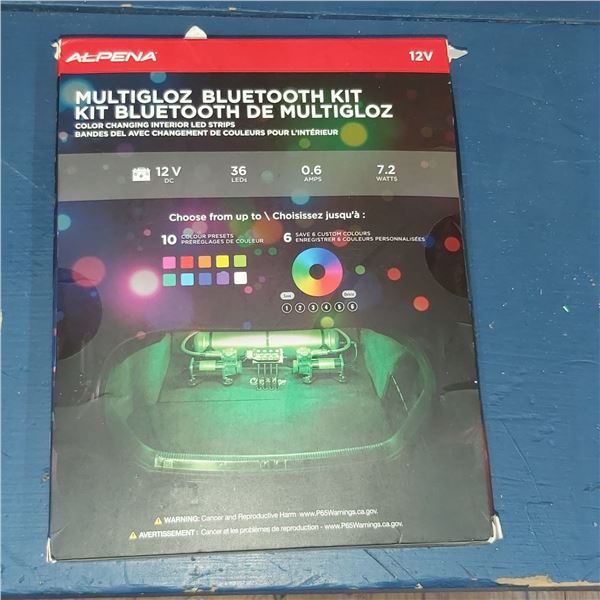 ALPENA 12V
MULTIGLOZ BLUETOOTH KIT
KIT BLUETOOTH DE MULTIGLOZ
COLOR CHANGING INTERIOR LED STRIPS
BANDES DEL AVEC CHANGEMENT DE COULEURS POUR L'INTÉRIEUR
12 V 36 0.6 7.2
DC LEDs AMPS WATTS
Choose from up to \ Choisissez jusqu'à :
10 COLOUR PRESETS
PRÉRÉGLAGES DE COULEUR
6 SAVE 6 CUSTOM COLOURS
ENREGISTRER 6 COULEURS PERSONNALISÉES
Save Delete
1 2 3 4 5 6
WARNING: Cancer and Reproductive Harm www.P65Warnings.ca.gov.
AVERTISSEMENT : Cancer et les problèmes de reproduction - www.P65Warnings.ca.gov.